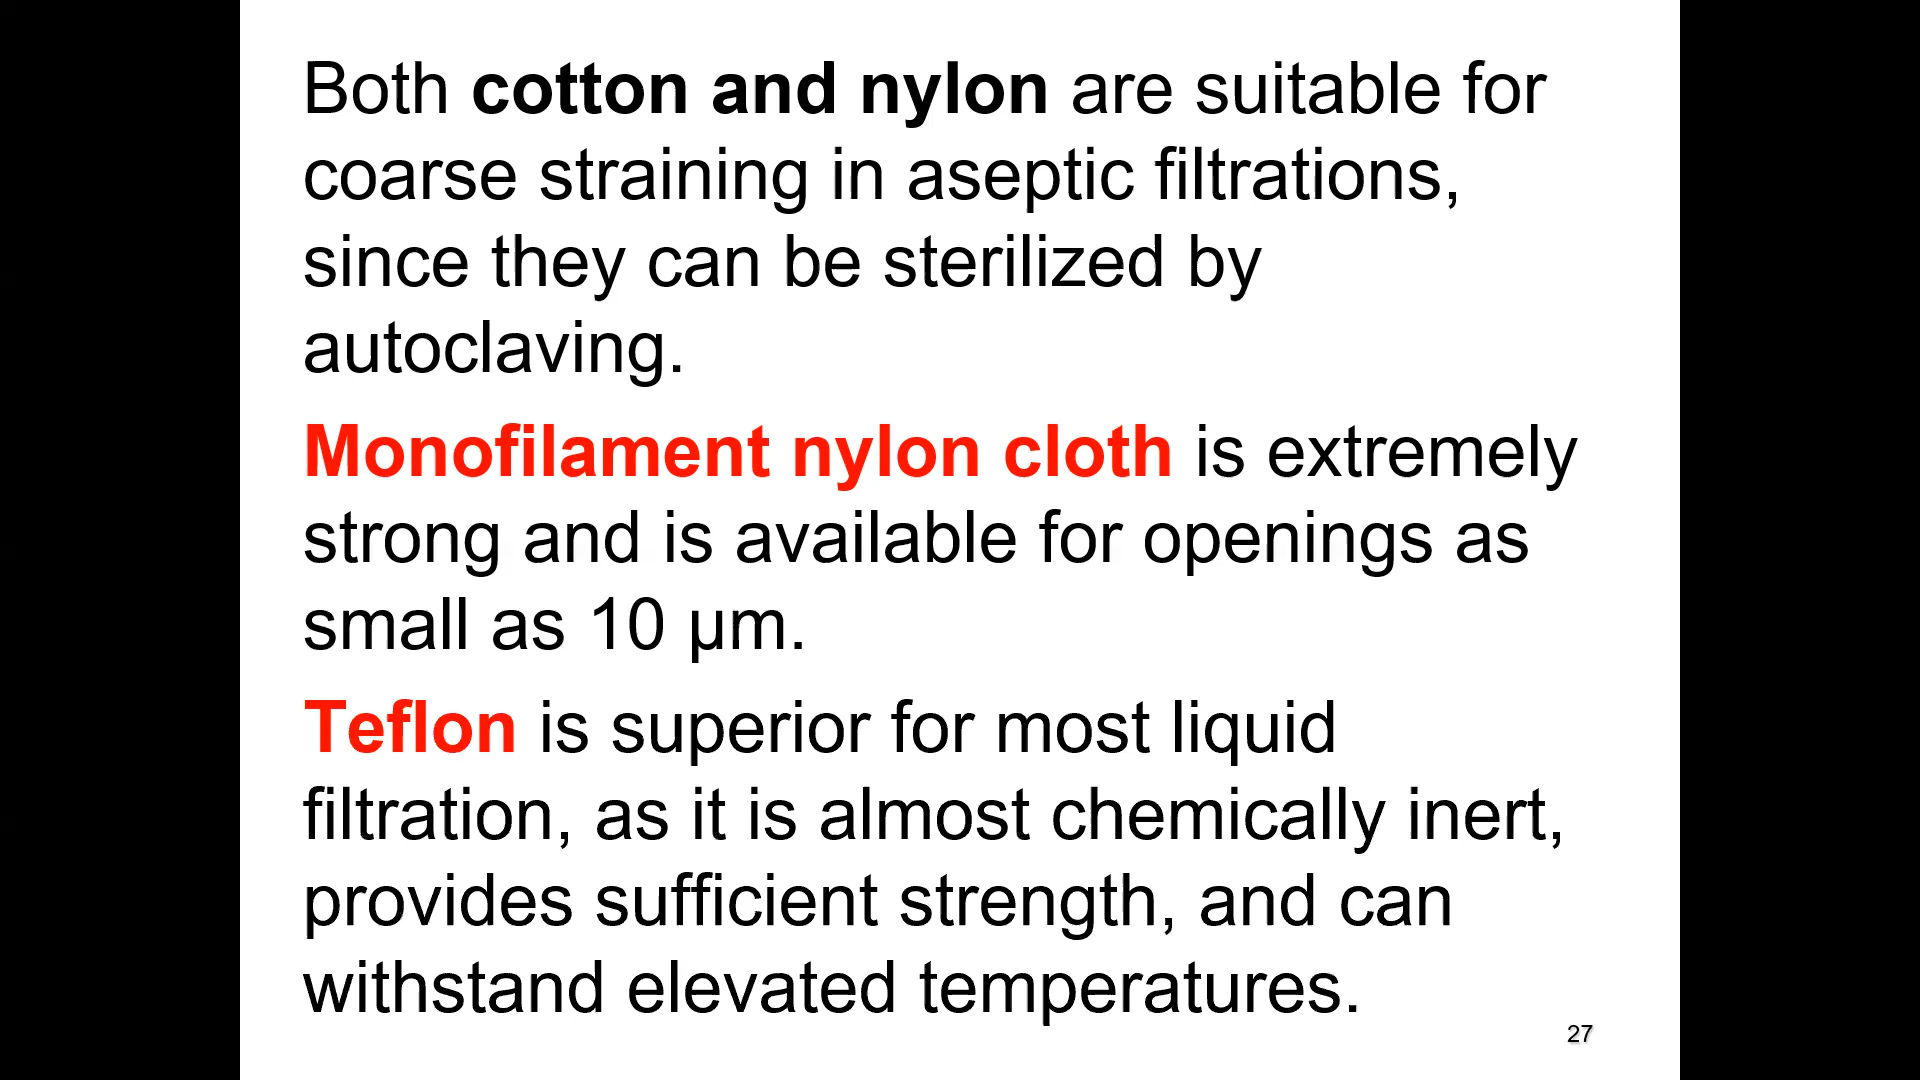 Both cotton and nylon are suitable for
coarse straining in aseptic filtrations,
since they can be sterilized by
autoclaving.
Monofilament nylon cloth is extremely
strong and is available for openings as
small as 10 μm.
Teflon is superior for most liquid
filtration, as it is almost chemically inert,
provides sufficient strength, and can
withstand elevated temperatures.
27